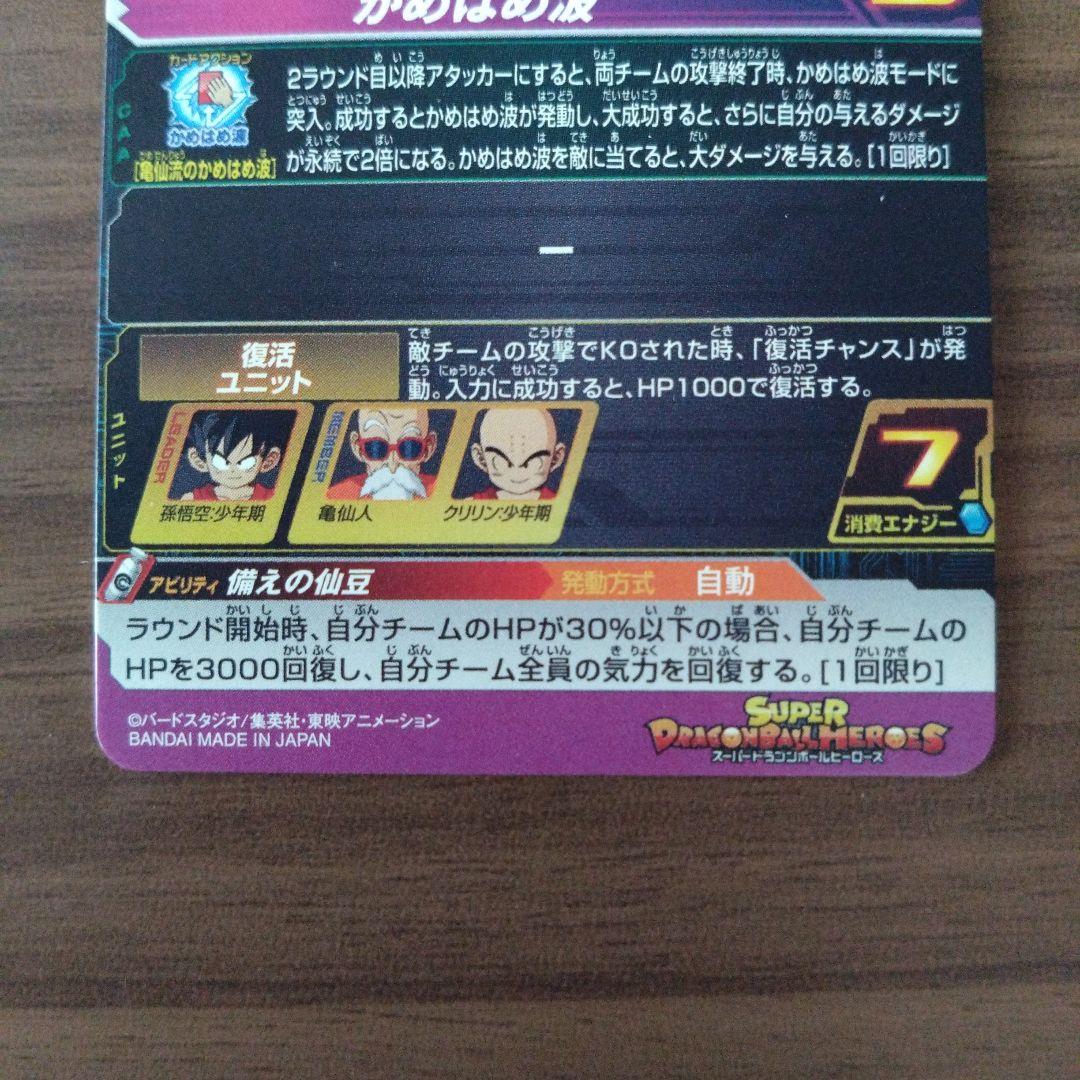 かめはめ波
カードアクション
かめはめ波
[亀仙流のかめはめ波]
CAA
2ラウンド目以降アタッカーにすると、両チームの攻撃終了時、かめはめ波モードに
突入。成功するとかめはめ波が発動し、大成功すると、さらに自分の与えるダメージ
が永続で2倍になる。かめはめ波を敵に当てると、大ダメージを与える。[1回限り]
ー
ユニット
復活
ユニット
敵チームの攻撃でKOされた時、「復活チャンス」が発
動。入力に成功すると、HP1000で復活する。
LEADER
孫悟空:少年期
MEMBER
亀仙人
クリリン:少年期
7
消費エナジー
アビリティ 備えの仙豆 発動方式 自動
ラウンド開始時、自分チームのHPが30%以下の場合、自分チームの
HPを3000回復し、自分チーム全員の気力を回復する。[1回限り]
©バードスタジオ/集英社・東映アニメーション
BANDAI MADE IN JAPAN
SUPER
DRAGONBALL HEROES
スーパードラゴンボールヒーローズ